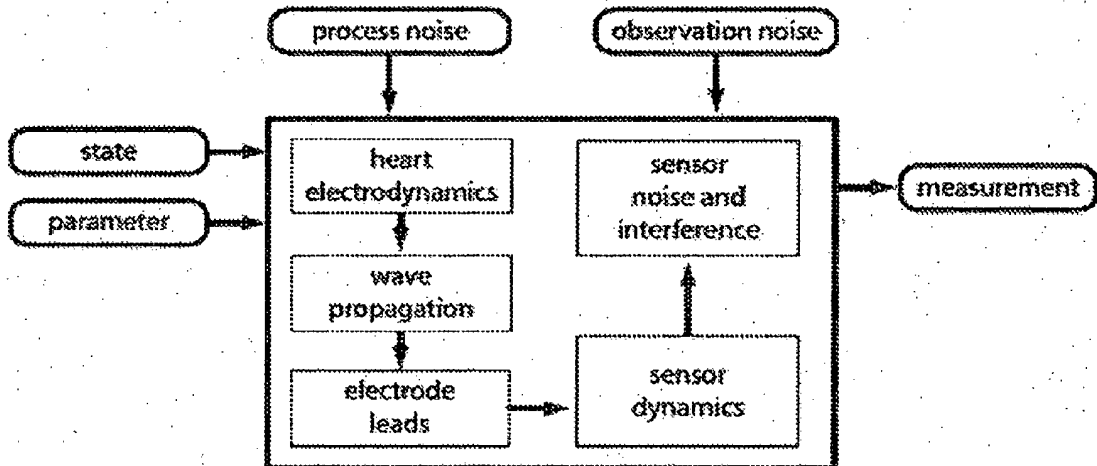 process noise
observation noise
state
parameter
heart
electrodynamics
wave
propagation
electrode
leads
sensor
noise and
interference
sensor
dynamics
measurement